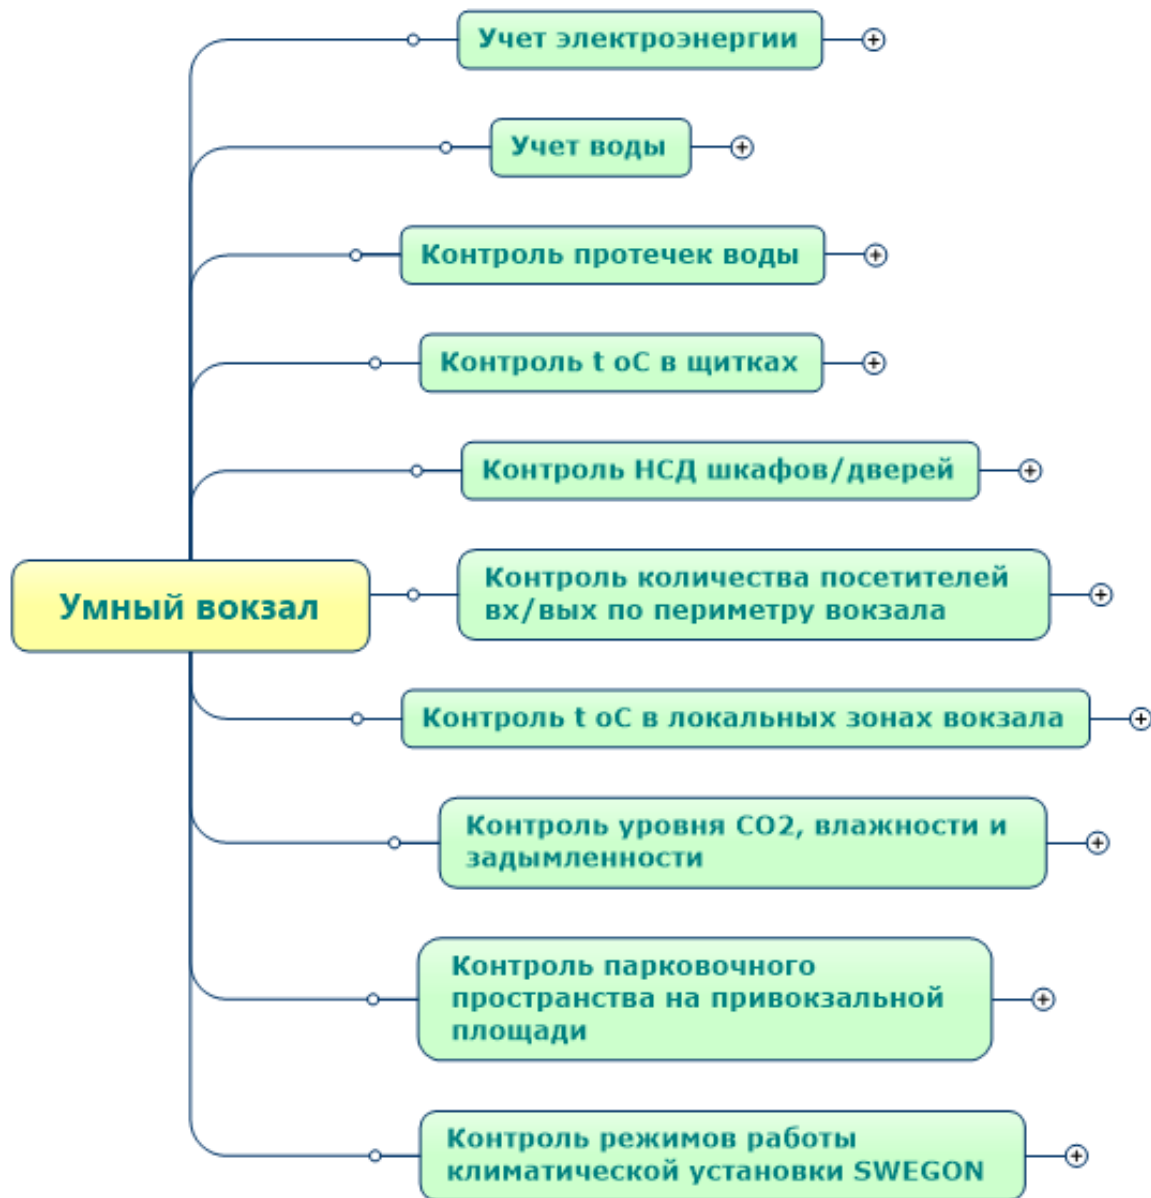 Учет электроэнергии
Учет воды
Контроль протечек воды
Контроль t oC в щитках
Контроль НСД шкафов/дверей
Умный вокзал
Контроль количества посетителей
вх/вых по периметру вокзала
Контроль t oC в локальных зонах вокзала
Контроль уровня CO2, влажности и
задымленности
Контроль парковочного
пространства на привокзальной
площади
Контроль режимов работы
климатической установки SWEGON